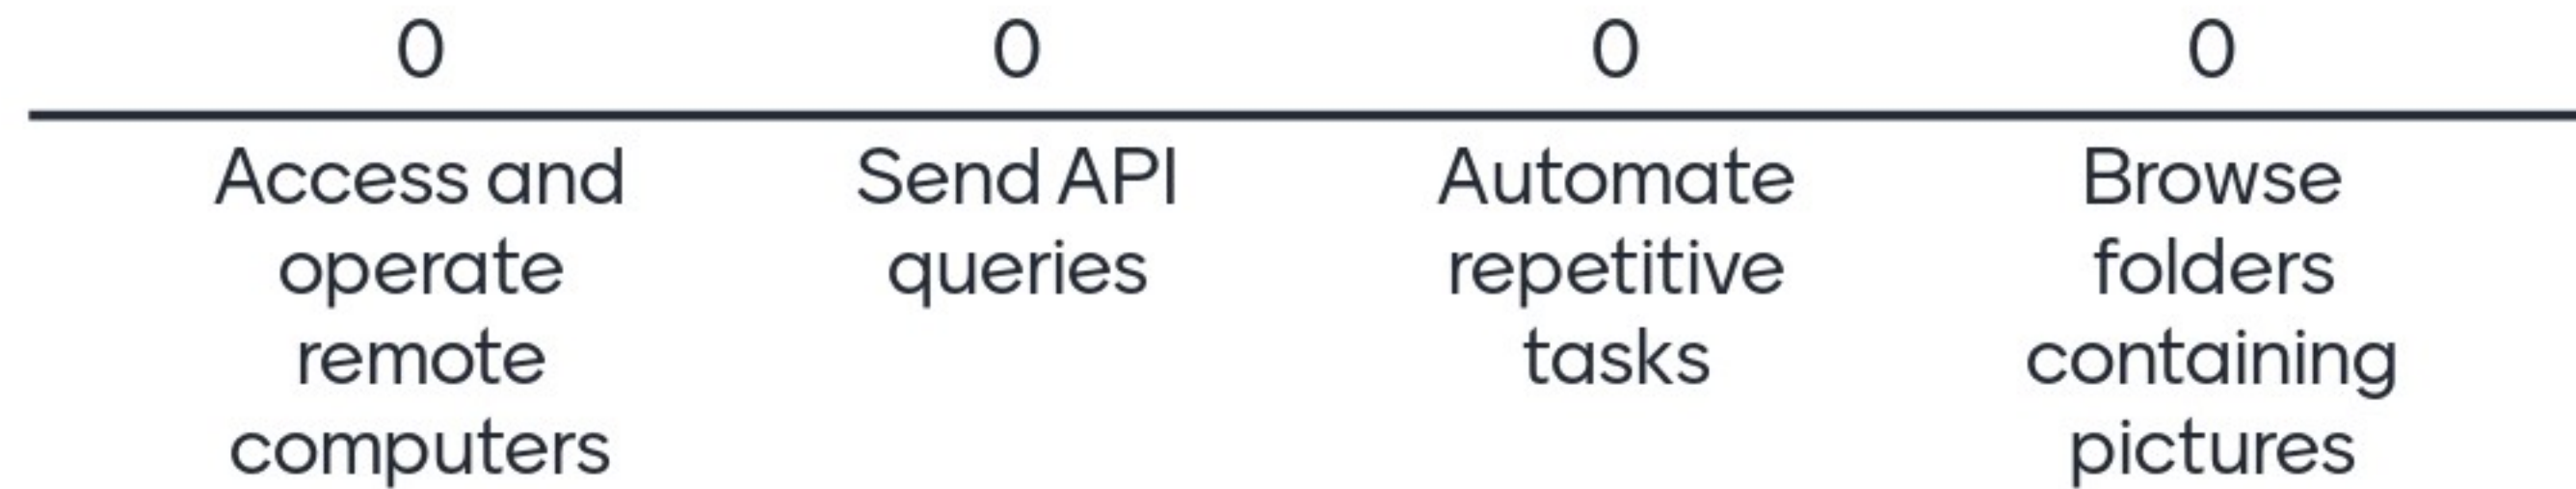 0 0 0 0
Access and operate remote computers
Send API queries
Automate repetitive tasks
Browse folders containing pictures